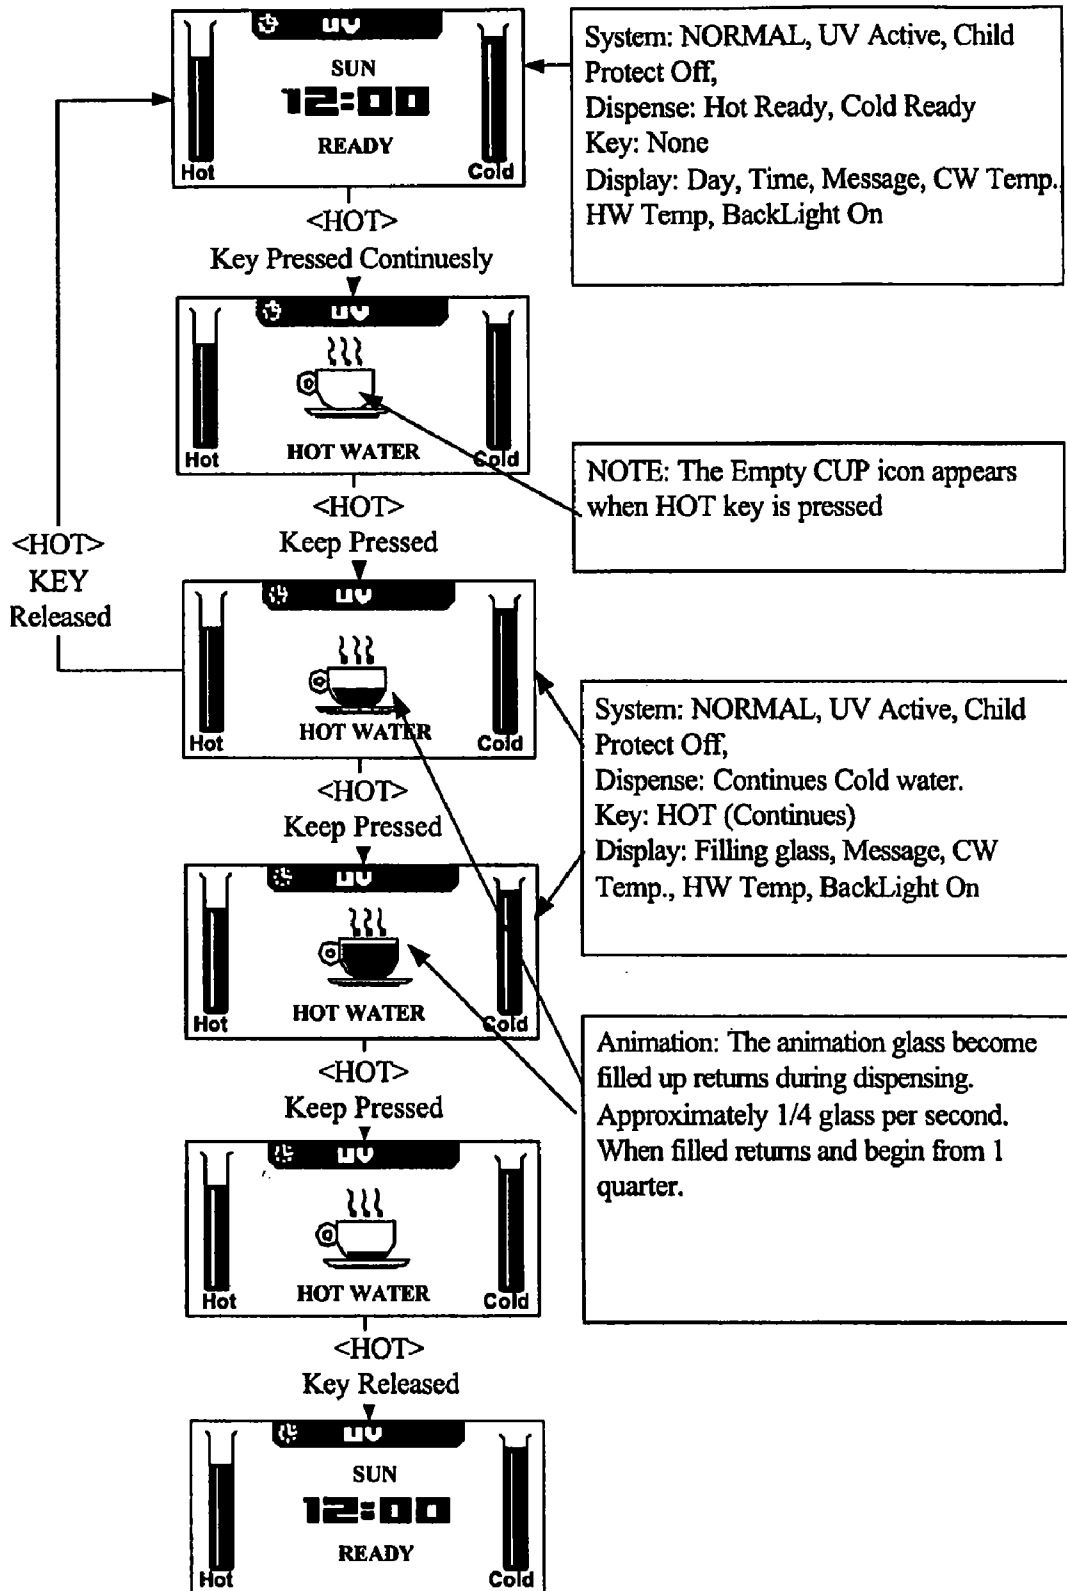 UV
SUN
12:00
READY
Hot
Cold
System: NORMAL, UV Active, Child
Protect Off,
Dispense: Hot Ready, Cold Ready
Key: None
Display: Day, Time, Message, CW Temp.
HW Temp, BackLight On
<HOT>
Key Pressed Continuesly
UV
HOT WATER
Hot
Cold
NOTE: The Empty CUP icon appears
when HOT key is pressed
<HOT>
Keep Pressed
<HOT>
KEY
Released
UV
HOT WATER
Hot
Cold
System: NORMAL, UV Active, Child
Protect Off,
Dispense: Continues Cold water.
Key: HOT (Continues)
Display: Filling glass, Message, CW
Temp., HW Temp, BackLight On
<HOT>
Keep Pressed
UV
HOT WATER
Hot
Cold
Animation: The animation glass become
filled up returns during dispensing.
Approximately 1/4 glass per second.
When filled returns and begin from 1
quarter.
<HOT>
Keep Pressed
UV
HOT WATER
Hot
Cold
<HOT>
Key Released
UV
SUN
12:00
READY
Hot
Cold